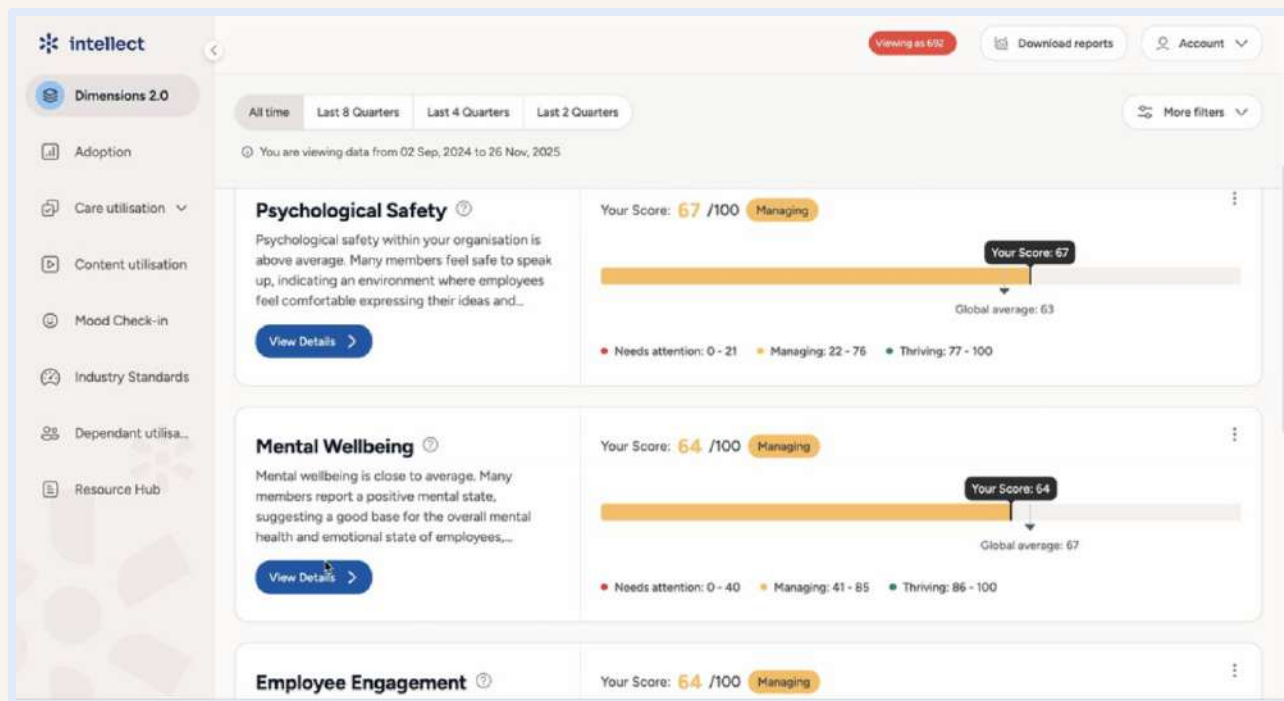 intellect
Viewing as 692
Download reports
Account
Dimensions 2.0
Adoption
Care utilisation
Content utilisation
Mood Check-in
Industry Standards
Dependant utilisa...
Resource Hub
All time
Last 8 Quarters
Last 4 Quarters
Last 2 Quarters
More filters
You are viewing data from 02 Sep, 2024 to 26 Nov, 2025
Psychological Safety
Psychological safety within your organisation is
above average. Many members feel safe to speak
up, indicating an environment where employees
feel comfortable expressing their ideas and...
View Details
Your Score: 67 /100 Managing
Your Score: 67
Global average: 63
Needs attention: 0 - 21 Managing: 22 - 76 Thriving: 77 - 100
Mental Wellbeing
Mental wellbeing is close to average. Many
members report a positive mental state,
suggesting a good base for the overall mental
health and emotional state of employees,...
View Details
Your Score: 64 /100 Managing
Your Score: 64
Global average: 67
Needs attention: 0 - 40 Managing: 41 - 85 Thriving: 86 - 100
Employee Engagement
Your Score: 64 /100 Managing